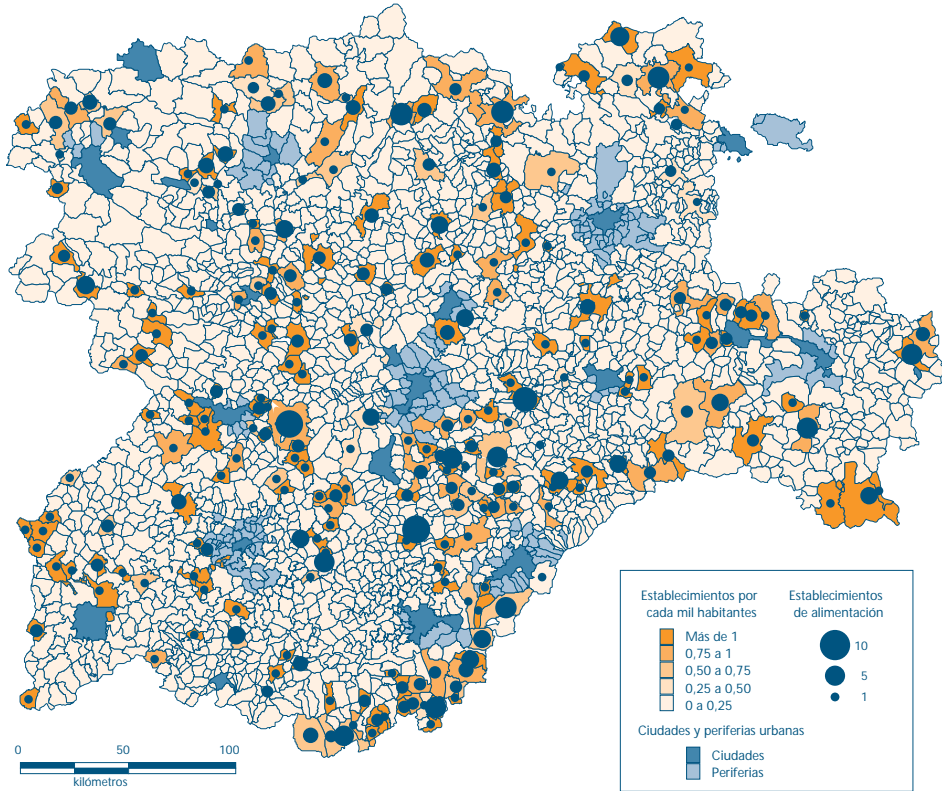 Establecimientos por
cada mil habitantes
Más de 1
0,75 a 1
0,50 a 0,75
0,25 a 0,50
0 a 0,25
Establecimientos
de alimentación
10
5
1
Ciudades y periferias urbanas
Ciudades
Periferias
0 50 100
kilómetros